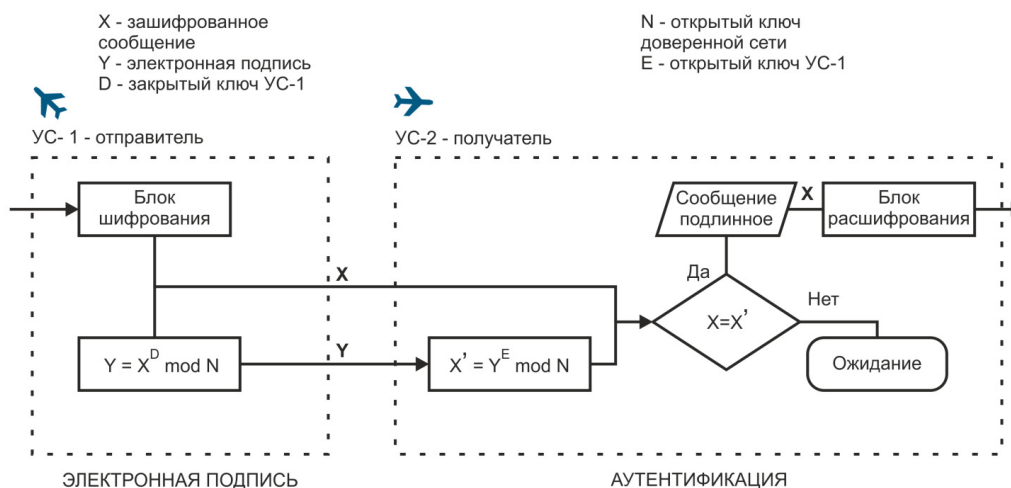 X - зашифрованное
сообщение
Y - электронная подпись
D - закрытый ключ УС-1
N - открытый ключ
доверенной сети
E - открытый ключ УС-1
УС- 1 - отправитель
УС-2 - получатель
Блок
шифрования
Сообщение
подлинное
X
Блок
расшифрования
X
Да
Нет
X=X’
Y = X^D mod N
Y
X’ = Y^E mod N
Ожидание
ЭЛЕКТРОННАЯ ПОДПИСЬ
АУТЕНТИФИКАЦИЯ